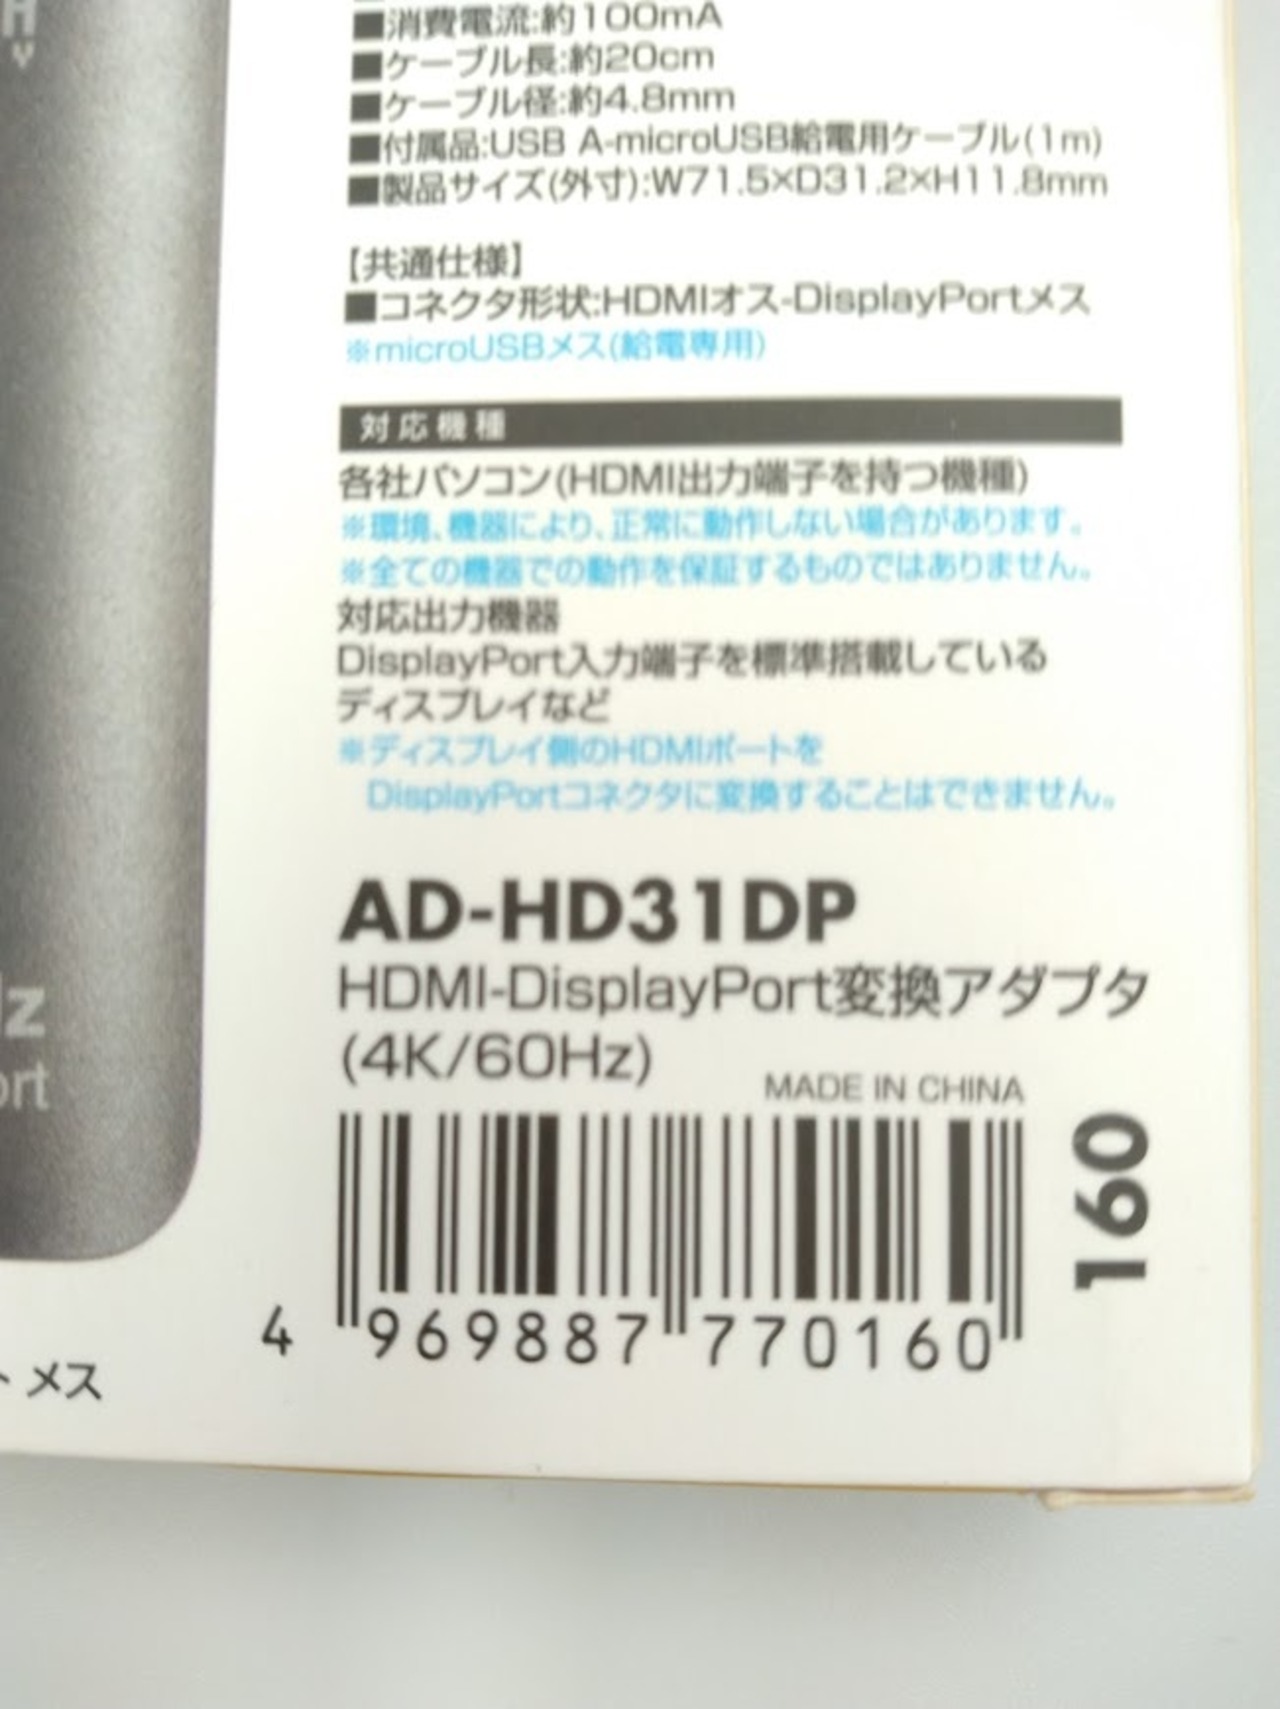 ■消費電流:約100mA
■ケーブル長:約20cm
■ケーブル径:約4.8mm
■付属品:USB A-microUSB給電用ケーブル(1m)
■製品サイズ(外寸):W71.5×D31.2×H11.8mm
【共通仕様】
■コネクタ形状:HDMIオス-DisplayPortメス
※microUSBメス(給電専用)
対応機種
各社パソコン(HDMI出力端子を持つ機種)
※環境、機器により、正常に動作しない場合があります。
※全ての機器での動作を保証するものではありません。
対応出力機器
DisplayPort入力端子を標準搭載している
ディスプレイなど
※ディスプレイ側のHDMIポートを
DisplayPortコネクタに変換することはできません。
AD-HD31DP
HDMI-DisplayPort変換アダプタ
(4K/60Hz)
MADE IN CHINA
160
4 969887 770160
メス